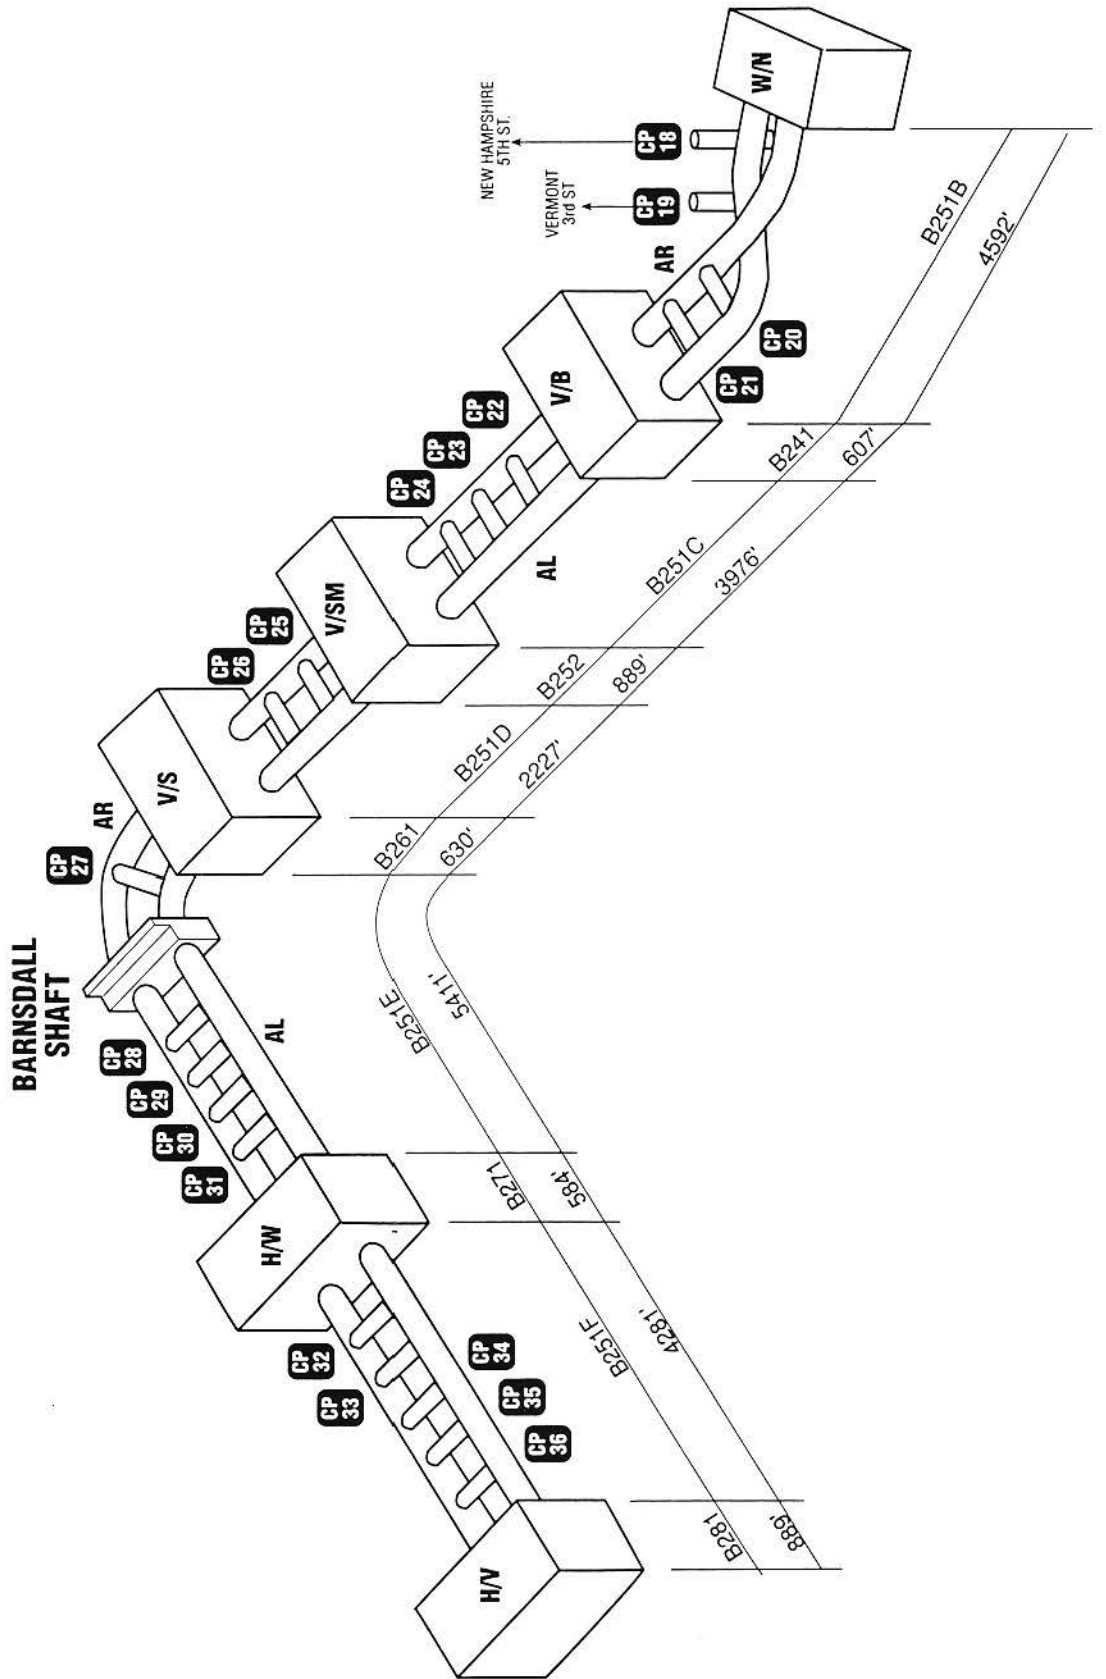 BARNSDALL
SHAFT
NEW HAMPSHIRE
5TH ST.
VERMONT
3rd ST
W/N
CP
18
CP
19
AR
CP
20
CP
21
V/B
CP
22
CP
23
CP
24
AL
V/SM
CP
25
CP
26
V/S
AR
CP
27
AL
CP
28
CP
29
CP
30
CP
31
H/W
CP
32
CP
33
CP
34
CP
35
CP
36
H/V
B281
889'
B251F
4281'
B271
584'
B251E
5411'
B261
630'
B251D
2227'
B252
889'
B251C
3976'
B241
607'
B251B
4592'